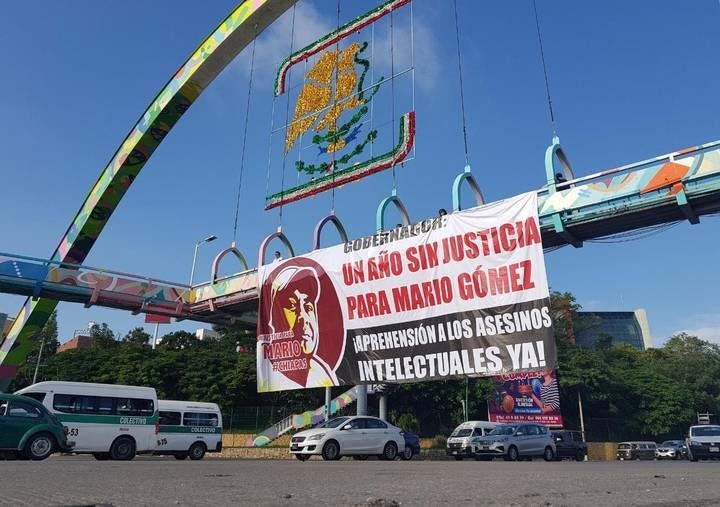 GOBERNADOR:
UN AÑO SIN JUSTICIA
PARA MARIO GÓMEZ
¡APREHENSIÓN A LOS ASESINOS
INTELECTUALES YA!
MARIO
#CHIAPAS
COLECTIVO
COLECTIVO